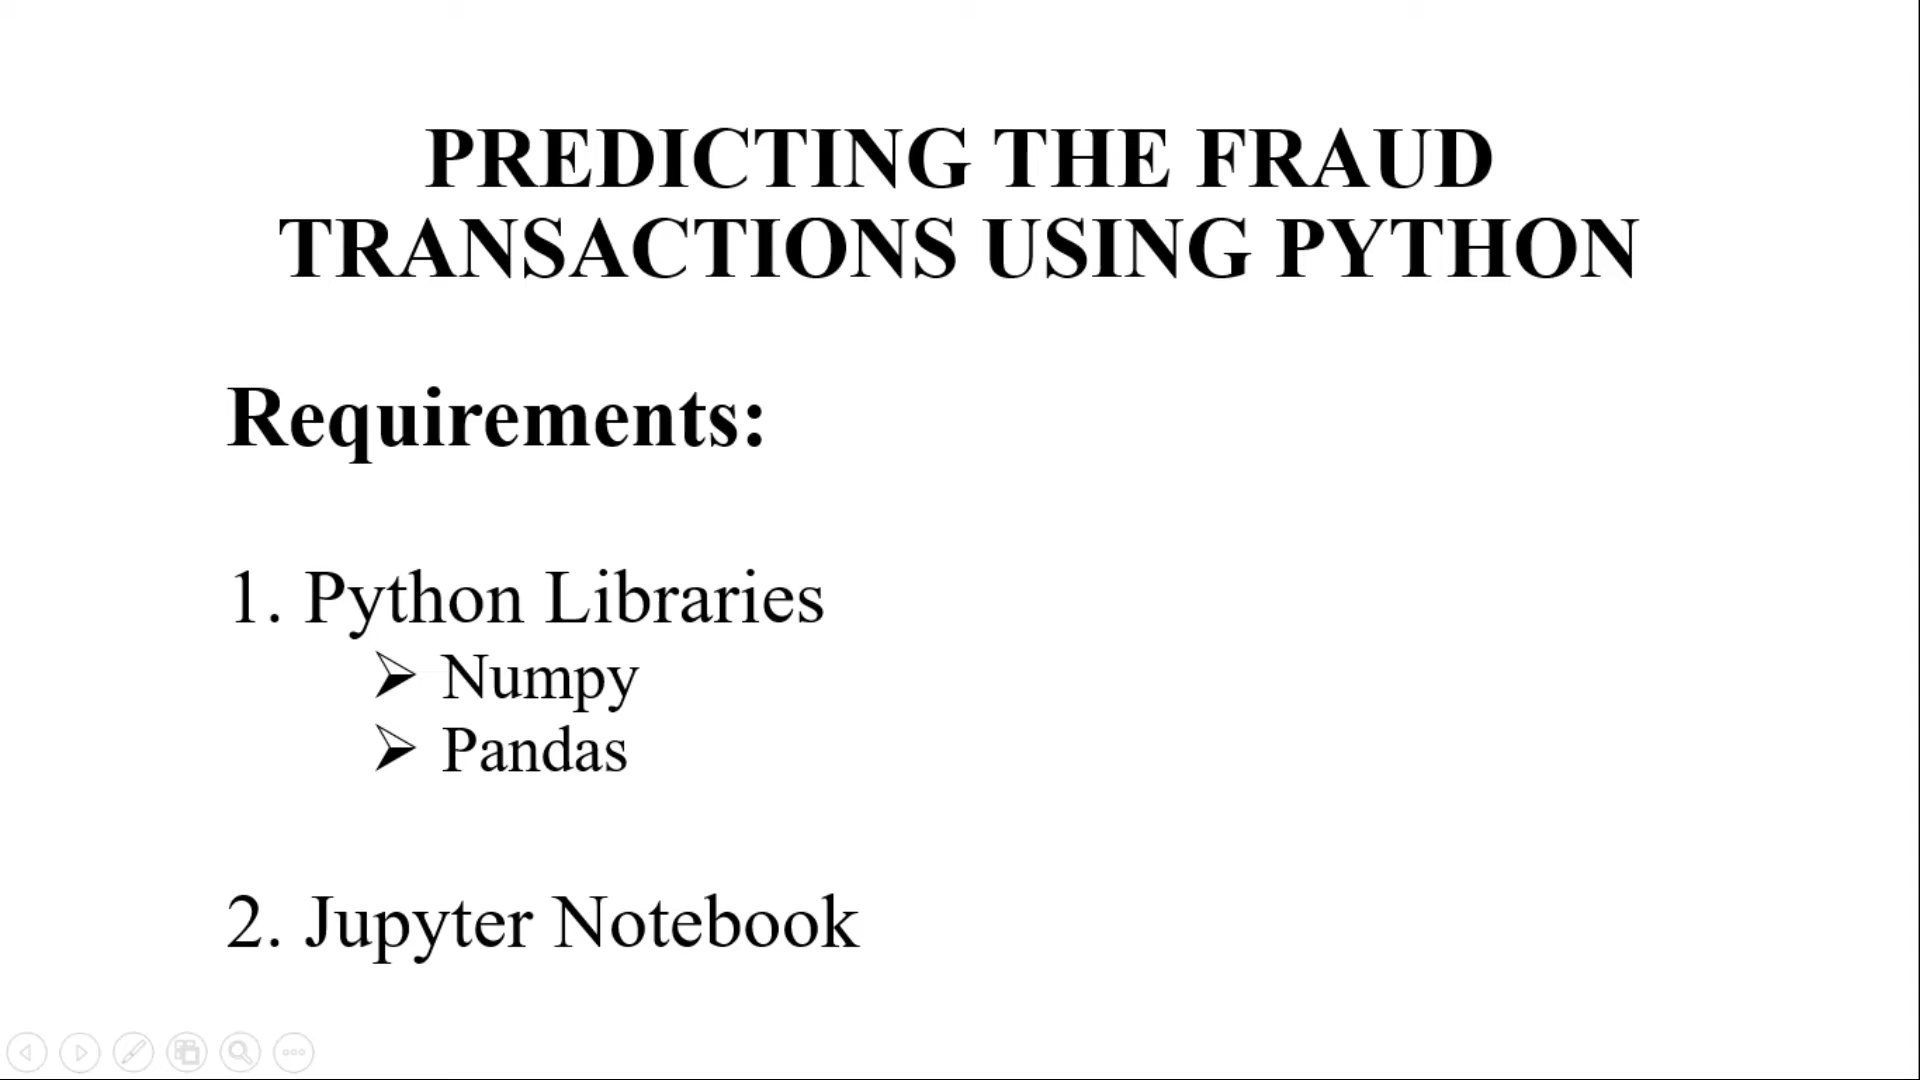 PREDICTING THE FRAUD
TRANSACTIONS USING PYTHON
Requirements:
1. Python Libraries
➢ Numpy
➢ Pandas
2. Jupyter Notebook